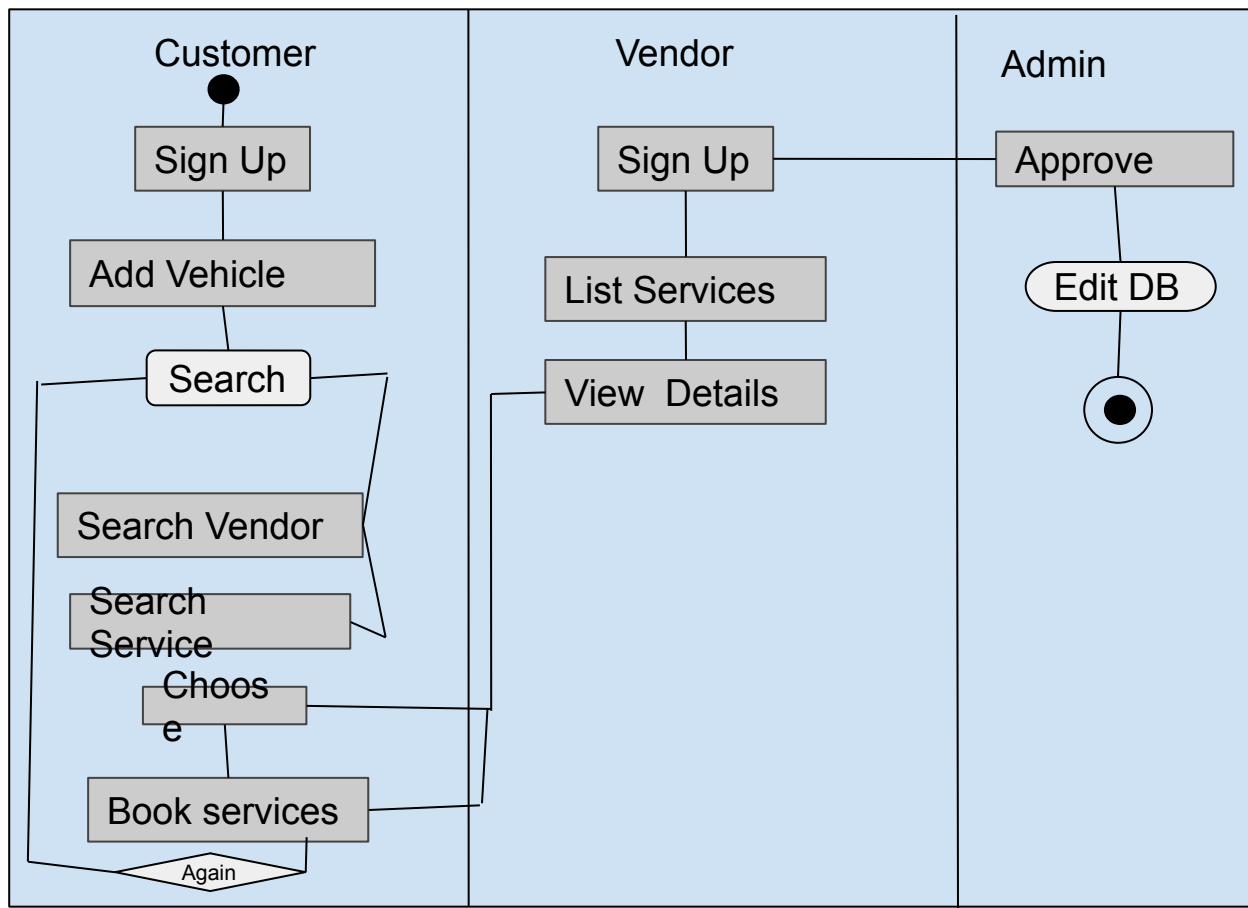 Customer
Sign Up
Add Vehicle
Search
Search Vendor
Search
Service
Choos
e
Book services
Again
Vendor
Sign Up
List Services
View  Details
Admin
Approve
Edit DB